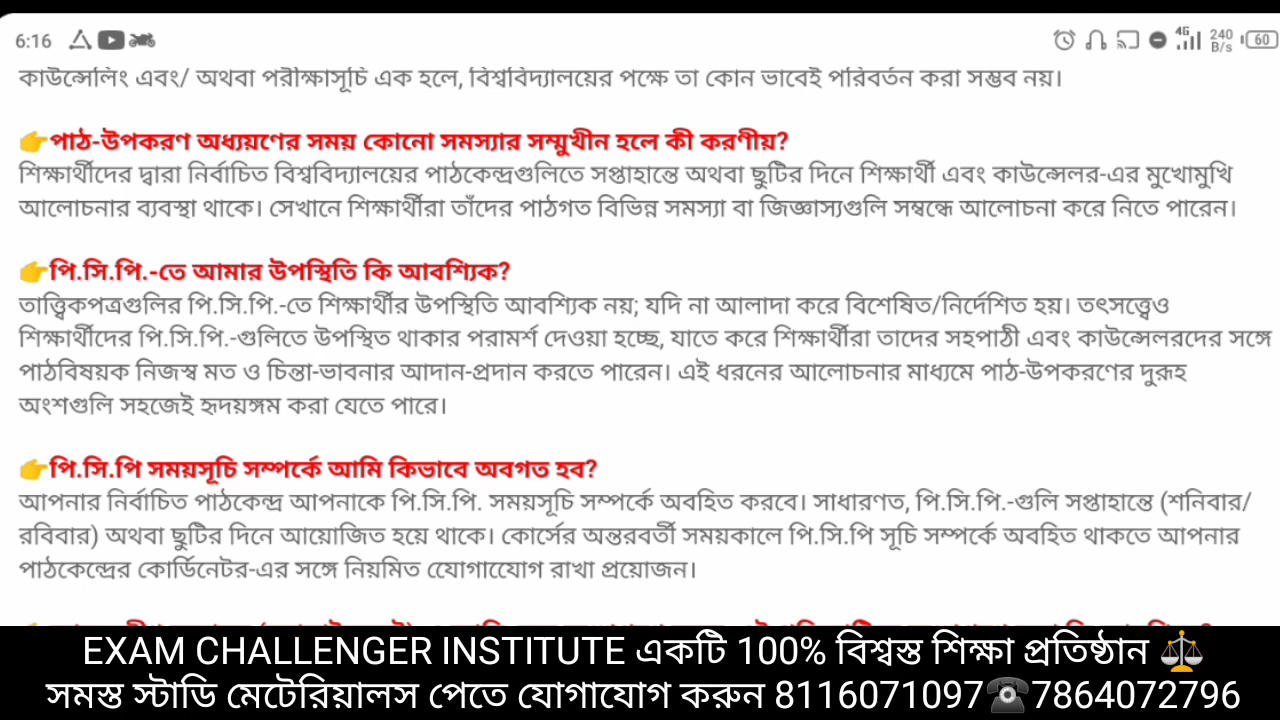 6:16
4G 240 B/s 60
কাউন্সেলিং এবং/ অথবা পরীক্ষাসূচি এক হলে, বিশ্ববিদ্যালয়ের পক্ষে তা কোন ভাবেই পরিবর্তন করা সম্ভব নয়।
👉পাঠ-উপকরণ অধ্যয়ণের সময় কোনো সমস্যার সম্মুখীন হলে কী করণীয়?
শিক্ষার্থীদের দ্বারা নির্বাচিত বিশ্ববিদ্যালয়ের পাঠকেন্দ্রগুলিতে সপ্তাহান্তে অথবা ছুটির দিনে শিক্ষার্থী এবং কাউন্সেলর-এর মুখোমুখি
আলোচনার ব্যবস্থা থাকে। সেখানে শিক্ষার্থীরা তাঁদের পাঠগত বিভিন্ন সমস্যা বা জিজ্ঞাস্যগুলি সম্বন্ধে আলোচনা করে নিতে পারেন।
👉পি.সি.পি.-তে আমার উপস্থিতি কি আবশ্যিক?
তাত্ত্বিকপত্রগুলির পি.সি.পি.-তে শিক্ষার্থীর উপস্থিতি আবশ্যিক নয়; যদি না আলাদা করে বিশেষিত/নির্দেশিত হয়। তৎসত্ত্বেও
শিক্ষার্থীদের পি.সি.পি.-গুলিতে উপস্থিত থাকার পরামর্শ দেওয়া হচ্ছে, যাতে করে শিক্ষার্থীরা তাদের সহপাঠী এবং কাউন্সেলরদের সঙ্গে
পাঠবিষয়ক নিজস্ব মত ও চিন্তা-ভাবনার আদান-প্রদান করতে পারেন। এই ধরনের আলোচনার মাধ্যমে পাঠ-উপকরণের দুরূহ
অংশগুলি সহজেই হৃদয়ঙ্গম করা যেতে পারে।
👉পি.সি.পি সময়সূচি সম্পর্কে আমি কিভাবে অবগত হব?
আপনার নির্বাচিত পাঠকেন্দ্র আপনাকে পি.সি.পি. সময়সূচি সম্পর্কে অবহিত করবে। সাধারণত, পি.সি.পি.-গুলি সপ্তাহান্তে (শনিবার/
রবিবার) অথবা ছুটির দিনে আয়োজিত হয়ে থাকে। কোর্সের অন্তরবর্তী সময়কালে পি.সি.পি সূচি সম্পর্কে অবহিত থাকতে আপনার
পাঠকেন্দ্রের কোর্ডিনেটর-এর সঙ্গে নিয়মিত যোেগাযোেগ রাখা প্রয়োজন।
EXAM CHALLENGER INSTITUTE একটি 100% বিশ্বস্ত শিক্ষা প্রতিষ্ঠান ⚖️
সমস্ত স্টাডি মেটেরিয়ালস পেতে যোগাযোগ করুন 8116071097☎7864072796